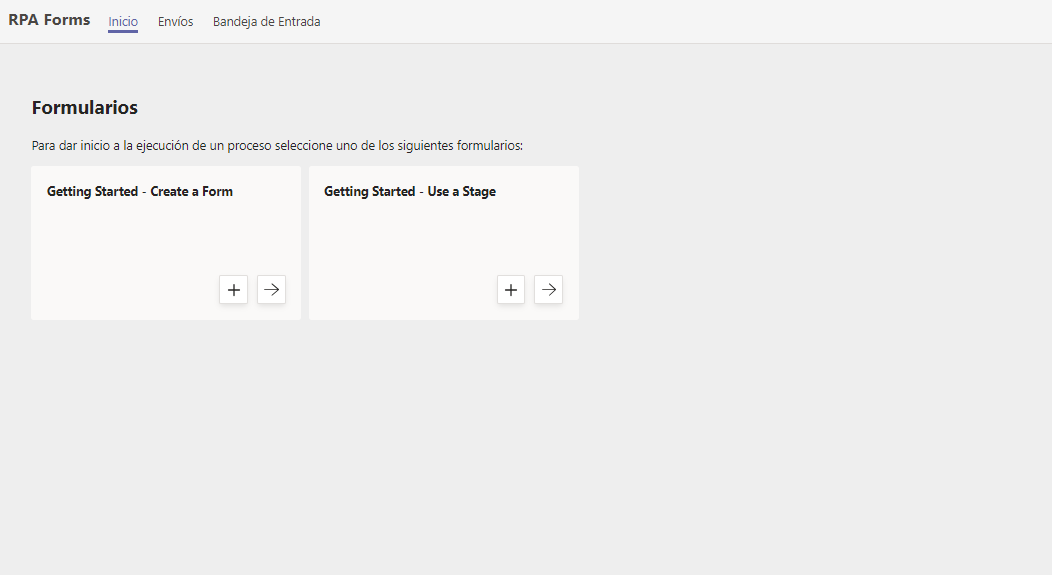 RPA Forms Inicio Envíos Bandeja de Entrada
Formularios
Para dar inicio a la ejecución de un proceso seleccione uno de los siguientes formularios:
Getting Started - Create a Form
Getting Started - Use a Stage